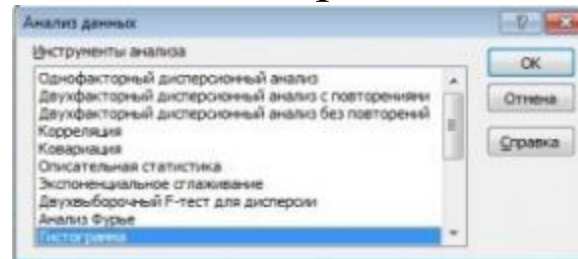 Анализ данных
Инструменты анализа
Однофакторный дисперсионный анализ
Двухфакторный дисперсионный анализ с повторениями
Двухфакторный дисперсионный анализ без повторений
Корреляция
Ковариация
Описательная статистика
Экспоненциальное сглаживание
Двухвыборочный F-тест для дисперсии
Анализ Фурье
Гистограмма
ОК
Отмена
Справка